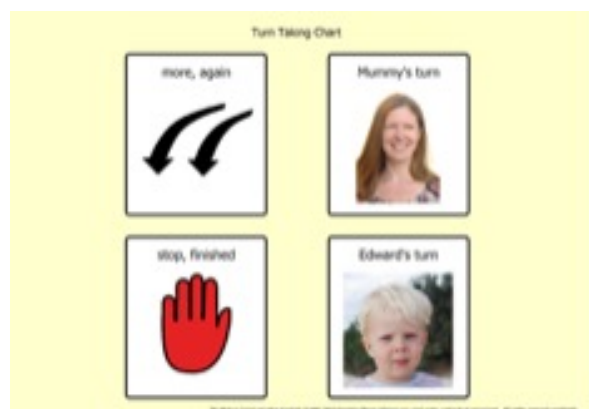 Turn Taking Chart
more, again
Mummy's turn
stop, finished
Edward's turn